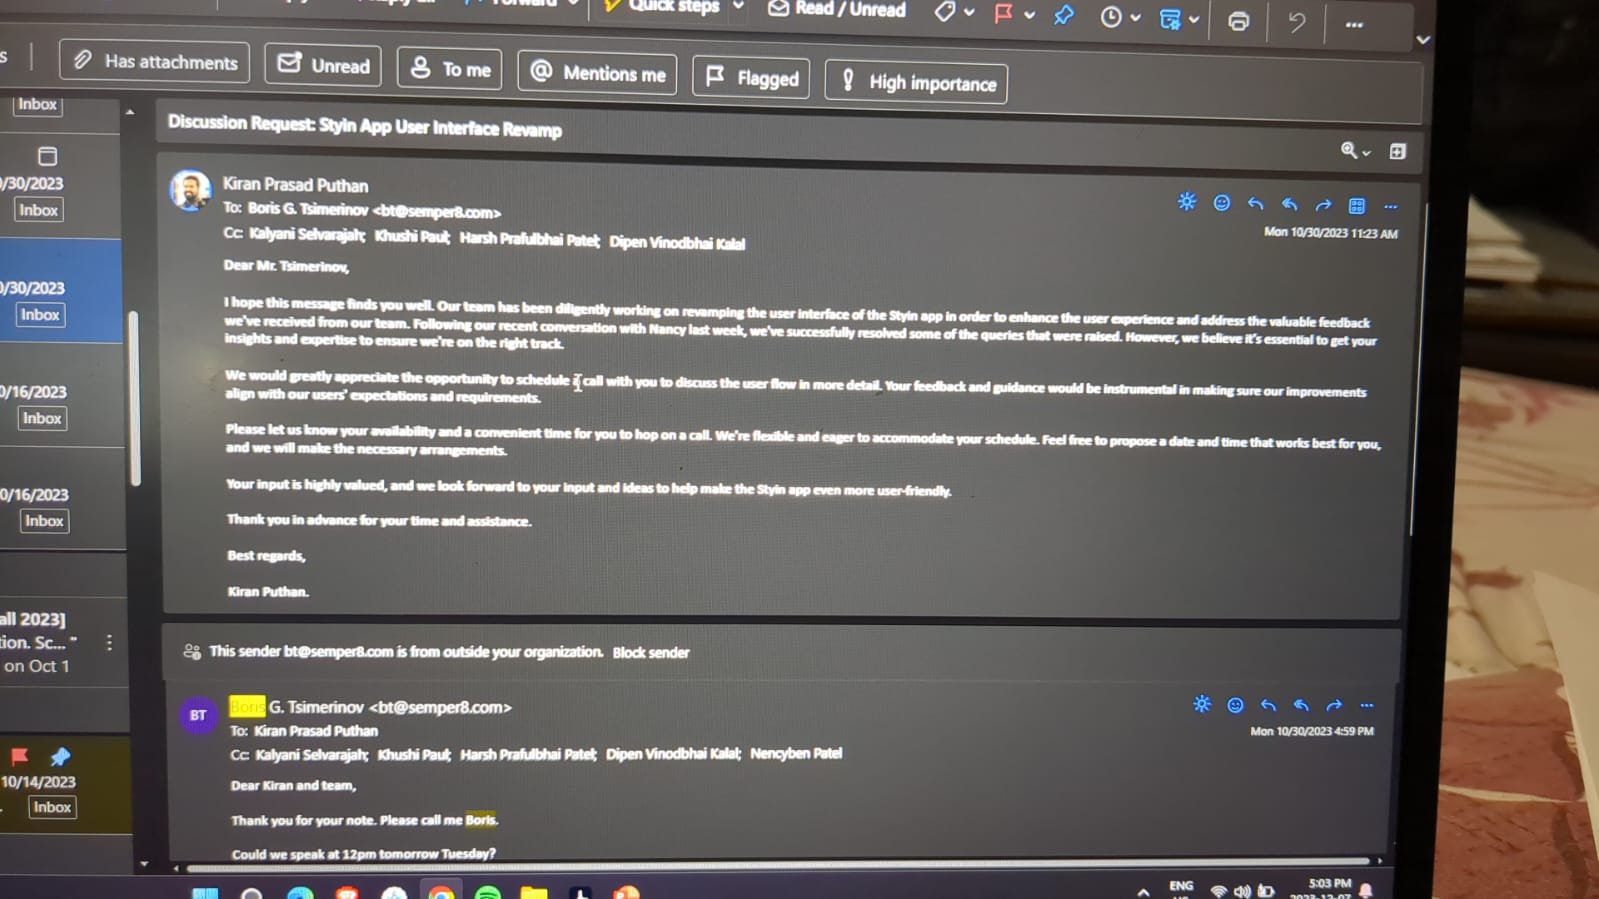 Quick steps
Read / Unread
Has attachments
Unread
To me
Mentions me
Flagged
High importance
Inbox
/30/2023
Inbox
/30/2023
Inbox
0/16/2023
Inbox
0/16/2023
Inbox
all 2023]
tion. Sc... "
on Oct 1
10/14/2023
Inbox
Discussion Request: Styin App User Interface Revamp
Kiran Prasad Puthan
To: Boris G. Tsimerinov <bt@semper8.com>
Cc: Kalyani Selvarajah; Khushi Paul; Harsh Prafulbhai Patel; Dipen Vinodbhai Kalal
Mon 10/30/2023 11:23 AM
Dear Mr. Tsimerinov,
I hope this message finds you well. Our team has been diligently working on revamping the user interface of the Styin app in order to enhance the user experience and address the valuable feedback
we've received from our team. Following our recent conversation with Nancy last week, we've successfully resolved some of the queries that were raised. However, we believe it's essential to get your
insights and expertise to ensure we're on the right track.
We would greatly appreciate the opportunity to schedule a call with you to discuss the user flow in more detail. Your feedback and guidance would be instrumental in making sure our improvements
align with our users' expectations and requirements.
Please let us know your availability and a convenient time for you to hop on a call. We're flexible and eager to accommodate your schedule. Feel free to propose a date and time that works best for you,
and we will make the necessary arrangements.
Your input is highly valued, and we look forward to your input and ideas to help make the Styin app even more user-friendly.
Thank you in advance for your time and assistance.
Best regards,
Kiran Puthan.
This sender bt@semper8.com is from outside your organization. Block sender
BT
Boris G. Tsimerinov <bt@semper8.com>
To: Kiran Prasad Puthan
Cc: Kalyani Selvarajah; Khushi Paul; Harsh Prafulbhai Patel; Dipen Vinodbhai Kalal; Nencyben Patel
Mon 10/30/2023 4:59 PM
Dear Kiran and team,
Thank you for your note. Please call me Boris.
Could we speak at 12pm tomorrow Tuesday?
ENG
5:03 PM